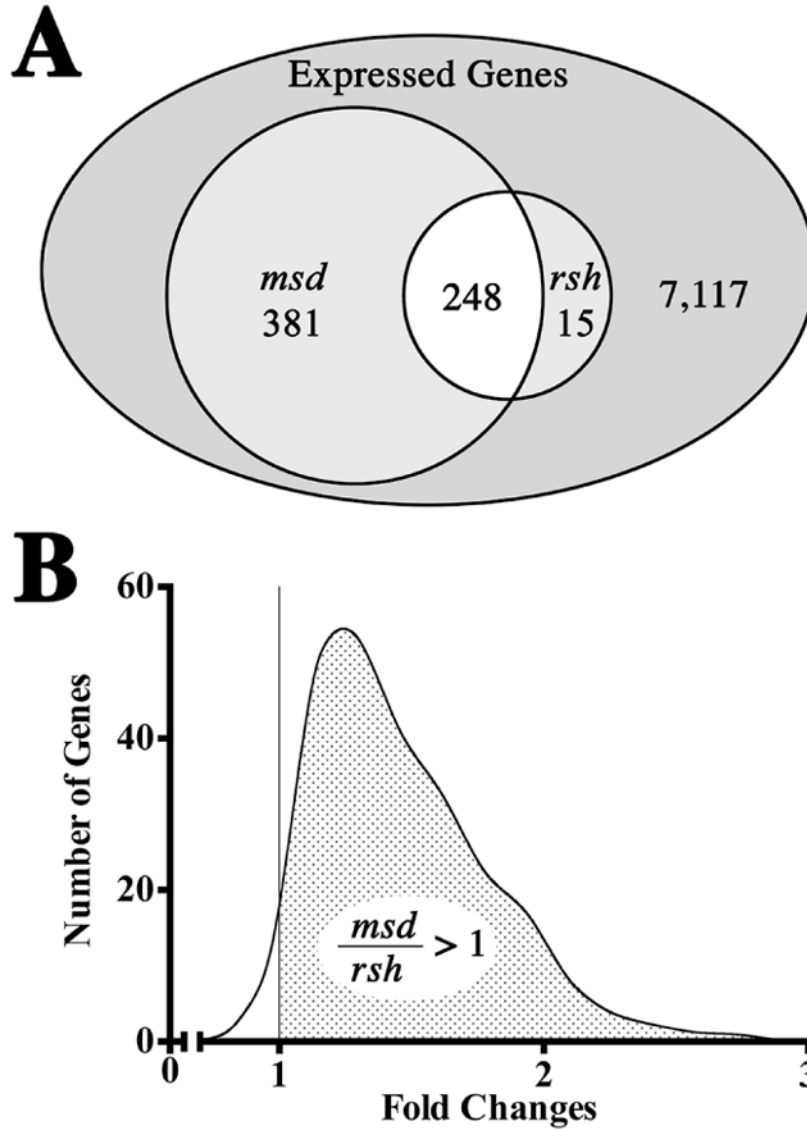 A
Expressed Genes
msd
381
248
rsh
15
7,117
B
60
40
20
0
Number of Genes
msd
rsh
> 1
0
1
2
3
Fold Changes